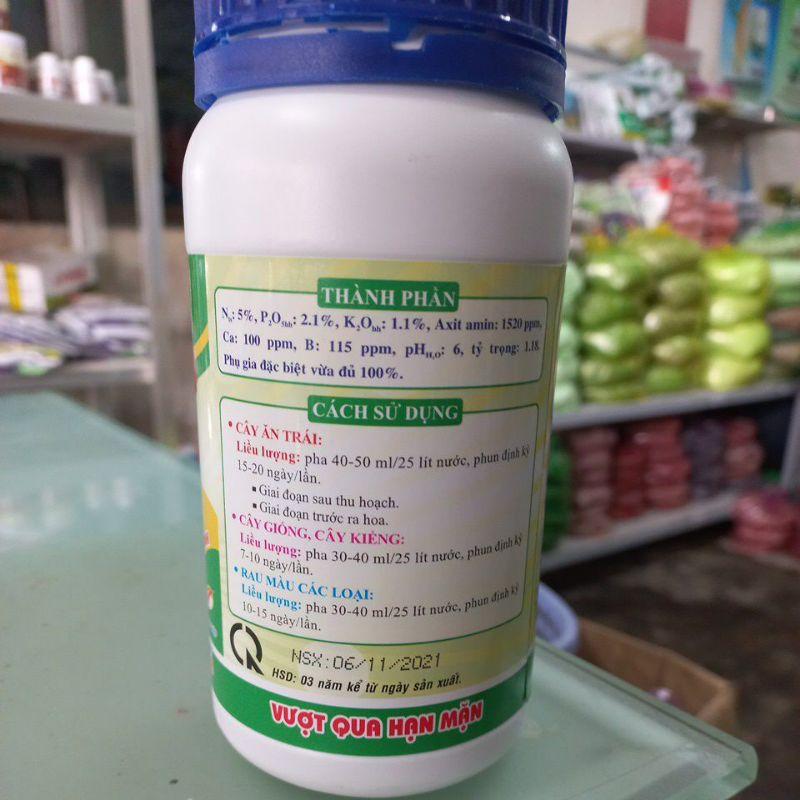 THÀNH PHẦN
Nts: 5%, P2O5hh: 2.1%, K2Ohh: 1.1%, Axit amin: 1520 ppm,
Ca: 100 ppm, B: 115 ppm, pHH2O: 6, tỷ trọng: 1.18.
Phụ gia đặc biệt vừa đủ 100%.
CÁCH SỬ DỤNG
• CÂY ĂN TRÁI:
Liều lượng: pha 40-50 ml/25 lít nước, phun định kỳ
15-20 ngày/lần.
▪ Giai đoạn sau thu hoạch.
▪ Giai đoạn trước ra hoa.
• CÂY GIỐNG, CÂY KIỂNG:
Liều lượng: pha 30-40 ml/25 lít nước, phun định kỳ
7-10 ngày/lần.
• RAU MÀU CÁC LOẠI:
Liều lượng: pha 30-40 ml/25 lít nước, phun định kỳ
10-15 ngày/lần.
NSX:06/11/2021
HSD: 03 năm kể từ ngày sản xuất.
VƯỢT QUA HẠN MẶN